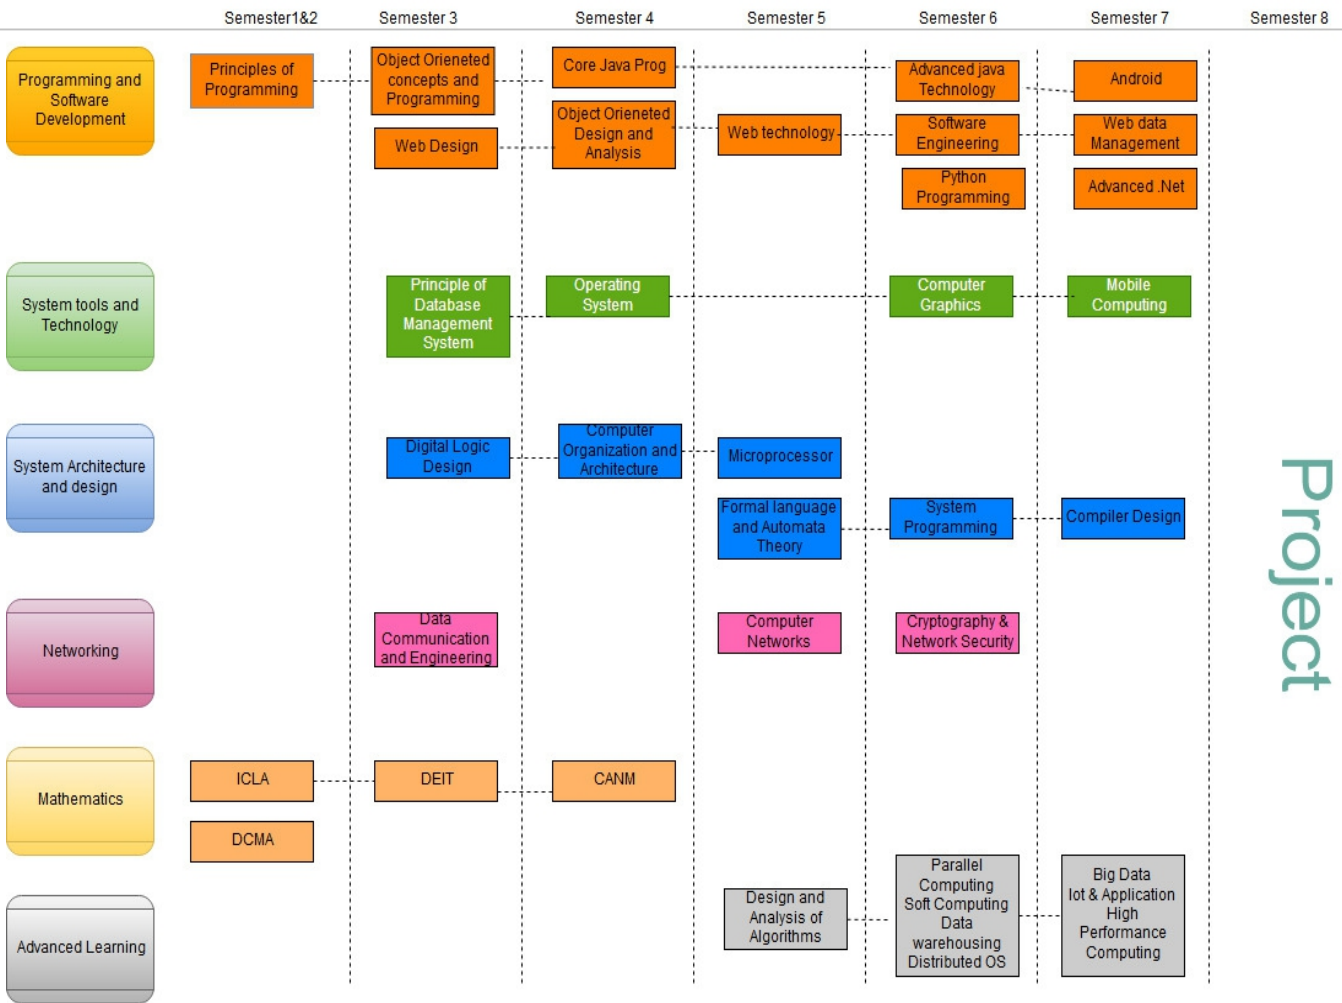 Semester1&2
Semester 3
Semester 4
Semester 5
Semester 6
Semester 7
Semester 8
Programming and
Software
Development
Principles of
Programming
Object Orieneted
concepts and
Programming
Web Design
Core Java Prog
Object Orieneted
Design and
Analysis
Web technology
Advanced java
Technology
Software
Engineering
Python
Programming
Android
Web data
Management
Advanced .Net
System tools and
Technology
Principle of
Database
Management
System
Operating
System
Computer
Graphics
Mobile
Computing
System Architecture
and design
Digital Logic
Design
Computer
Organization and
Architecture
Microprocessor
Formal language
and Automata
Theory
System
Programming
Compiler Design
Project
Networking
Data
Communication
and Engineering
Computer
Networks
Cryptography &
Network Security
Mathematics
ICLA
DCMA
DEIT
CANM
Advanced Learning
Design and
Analysis of
Algorithms
Parallel
Computing
Soft Computing
Data
warehousing
Distributed OS
Big Data
Iot & Application
High
Performance
Computing